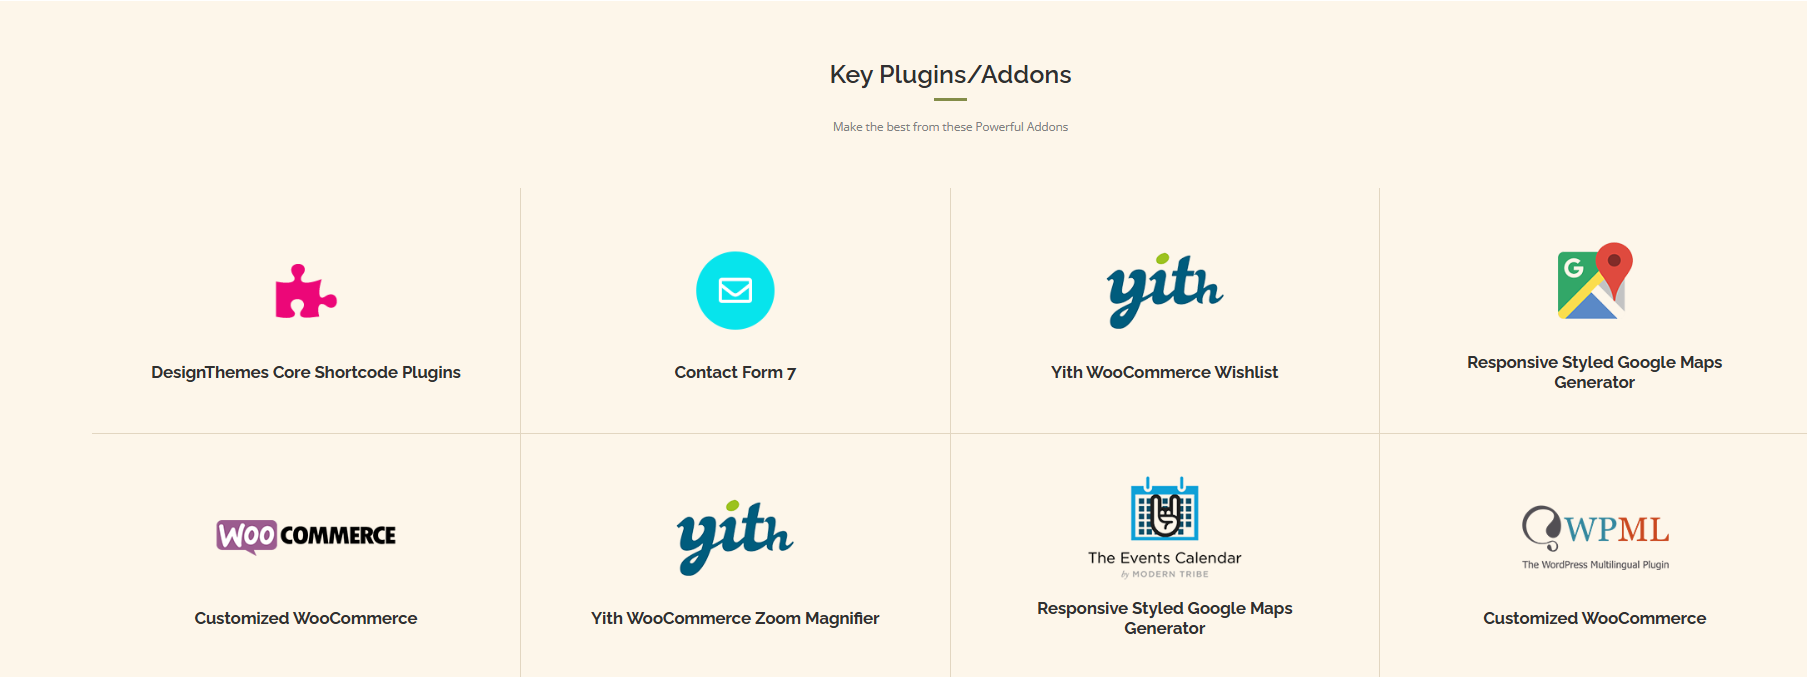 Key Plugins/Addons
Make the best from these Powerful Addons
DesignThemes Core Shortcode Plugins
Contact Form 7
yith
Yith WooCommerce Wishlist
G
Responsive Styled Google Maps
Generator
WOO COMMERCE
Customized WooCommerce
yith
Yith WooCommerce Zoom Magnifier
The Events Calendar
by MODERN TRIBE
Responsive Styled Google Maps
Generator
WPML
The WordPress Multilingual Plugin
Customized WooCommerce